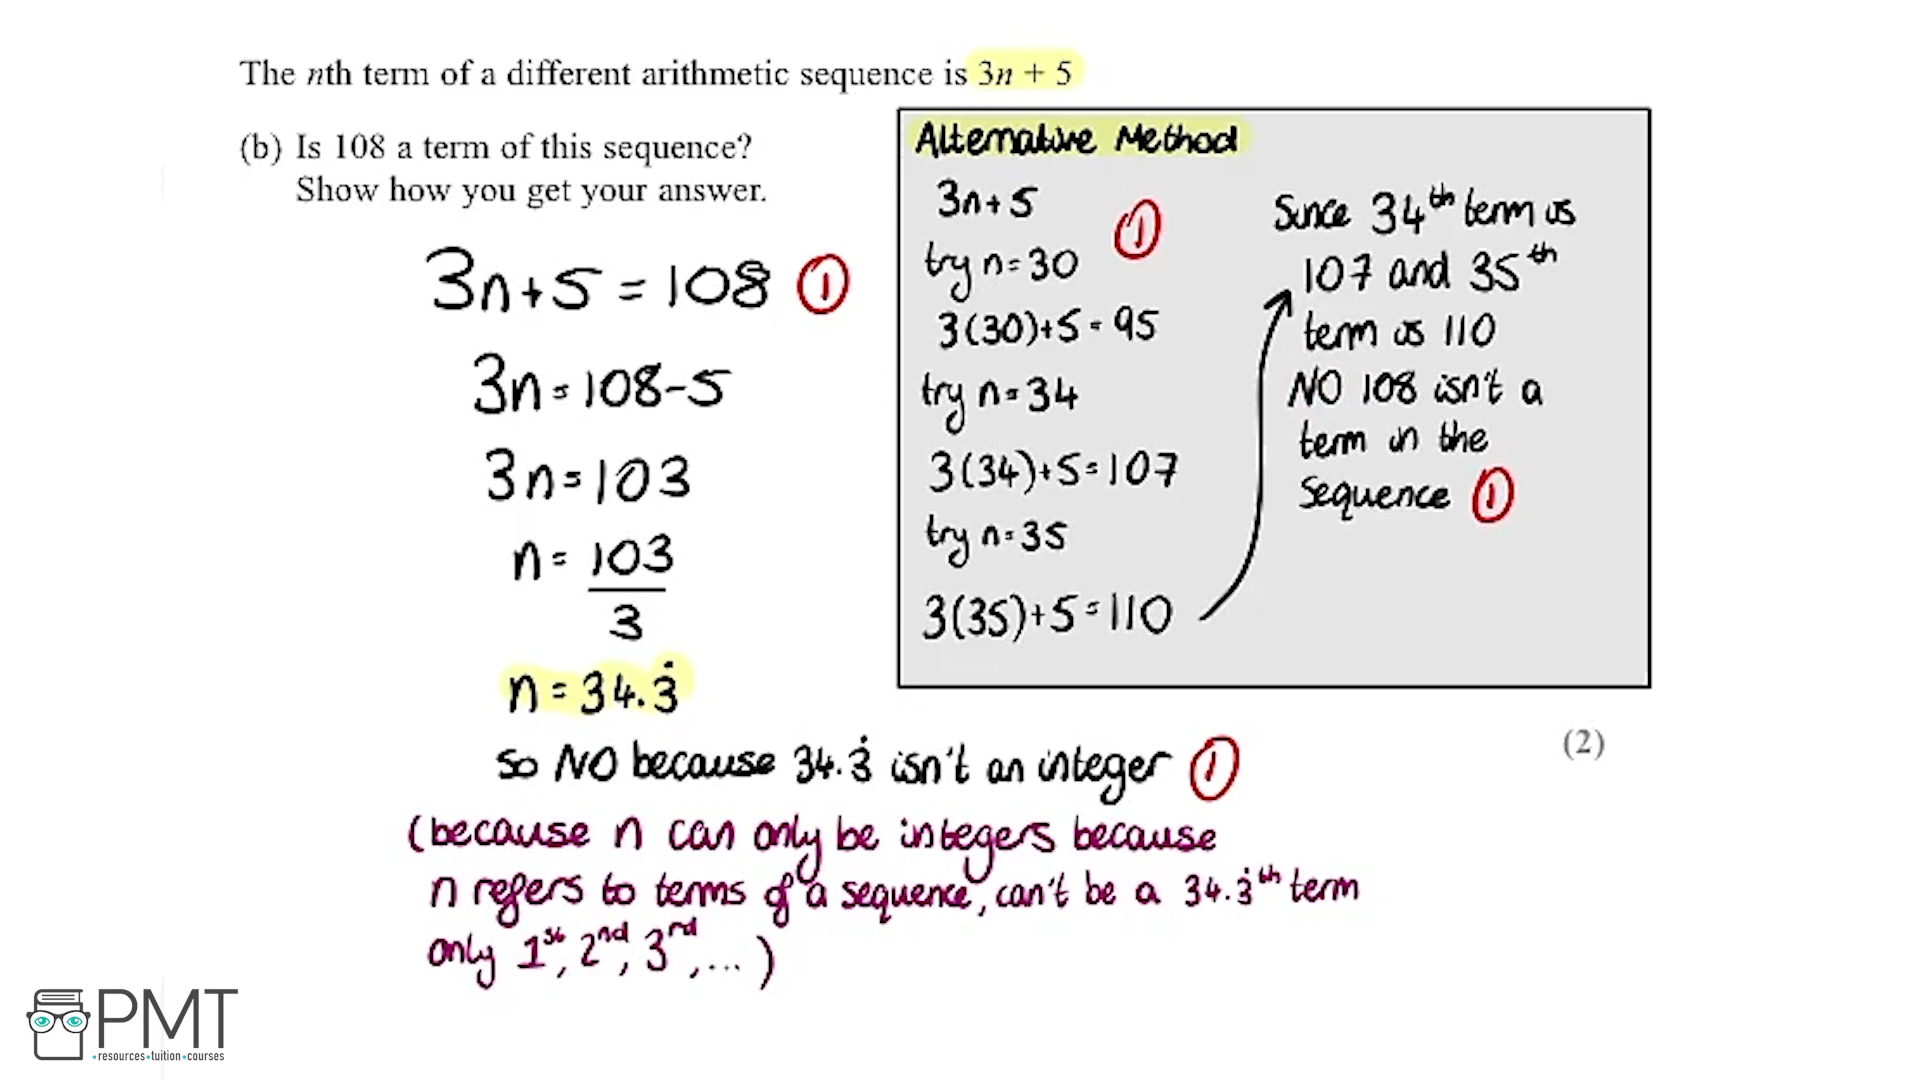 The nth term of a different arithmetic sequence is 3n + 5
(b) Is 108 a term of this sequence?
Show how you get your answer.
3n+5 = 108 ①
3n = 108-5
3n = 103
n = 103
3
n = 34.3̇
so NO because 34.3̇ isn't an integer ①
(because n can only be integers because
n refers to terms of a sequence, can't be a 34.3̇th term
only 1st, 2nd, 3rd, ... )
Alternative Method
3n+5 ①
try n=30
3(30)+5=95
try n=34
3(34)+5=107
try n=35
3(35)+5=110
Since 34th term is
107 and 35th
term is 110
NO 108 isn't a
term in the
sequence ①
(2)
PMT
•resources•tuition•courses